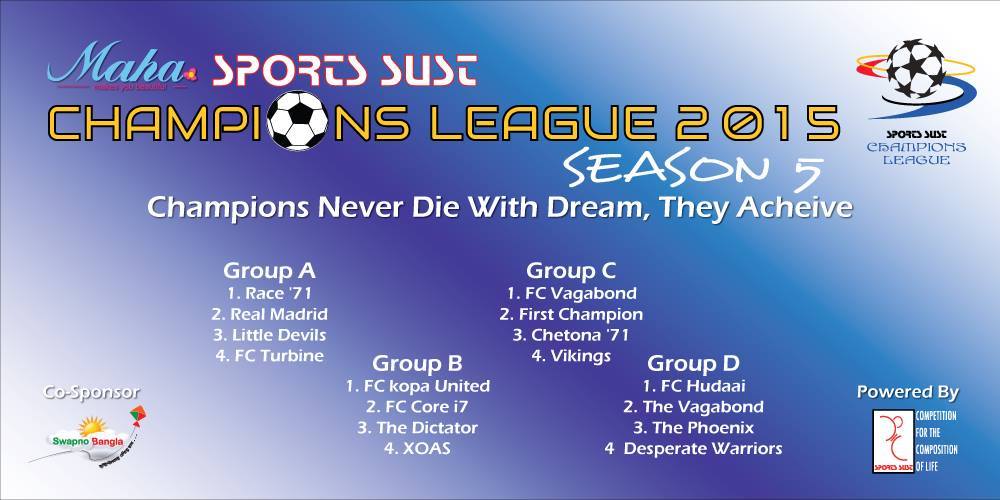 Maha
makes you beautiful
SPORTS SUST
CHAMPIONS LEAGUE 2015
SEASON 5
Champions Never Die With Dream, They Acheive
SPORTS SUST
CHAMPIONS
LEAGUE
Group A
1. Race '71
2. Real Madrid
3. Little Devils
4. FC Turbine
Group B
1. FC kopa United
2. FC Core i7
3. The Dictator
4. XOAS
Group C
1. FC Vagabond
2. First Champion
3. Chetona '71
4. Vikings
Group D
1. FC Hudaai
2. The Vagabond
3. The Phoenix
4 Desperate Warriors
Co-Sponsor
Swapno Bangla
Powered By
SPORTS SUST
COMPETITION
FOR THE
COMPOSITION
OF LIFE